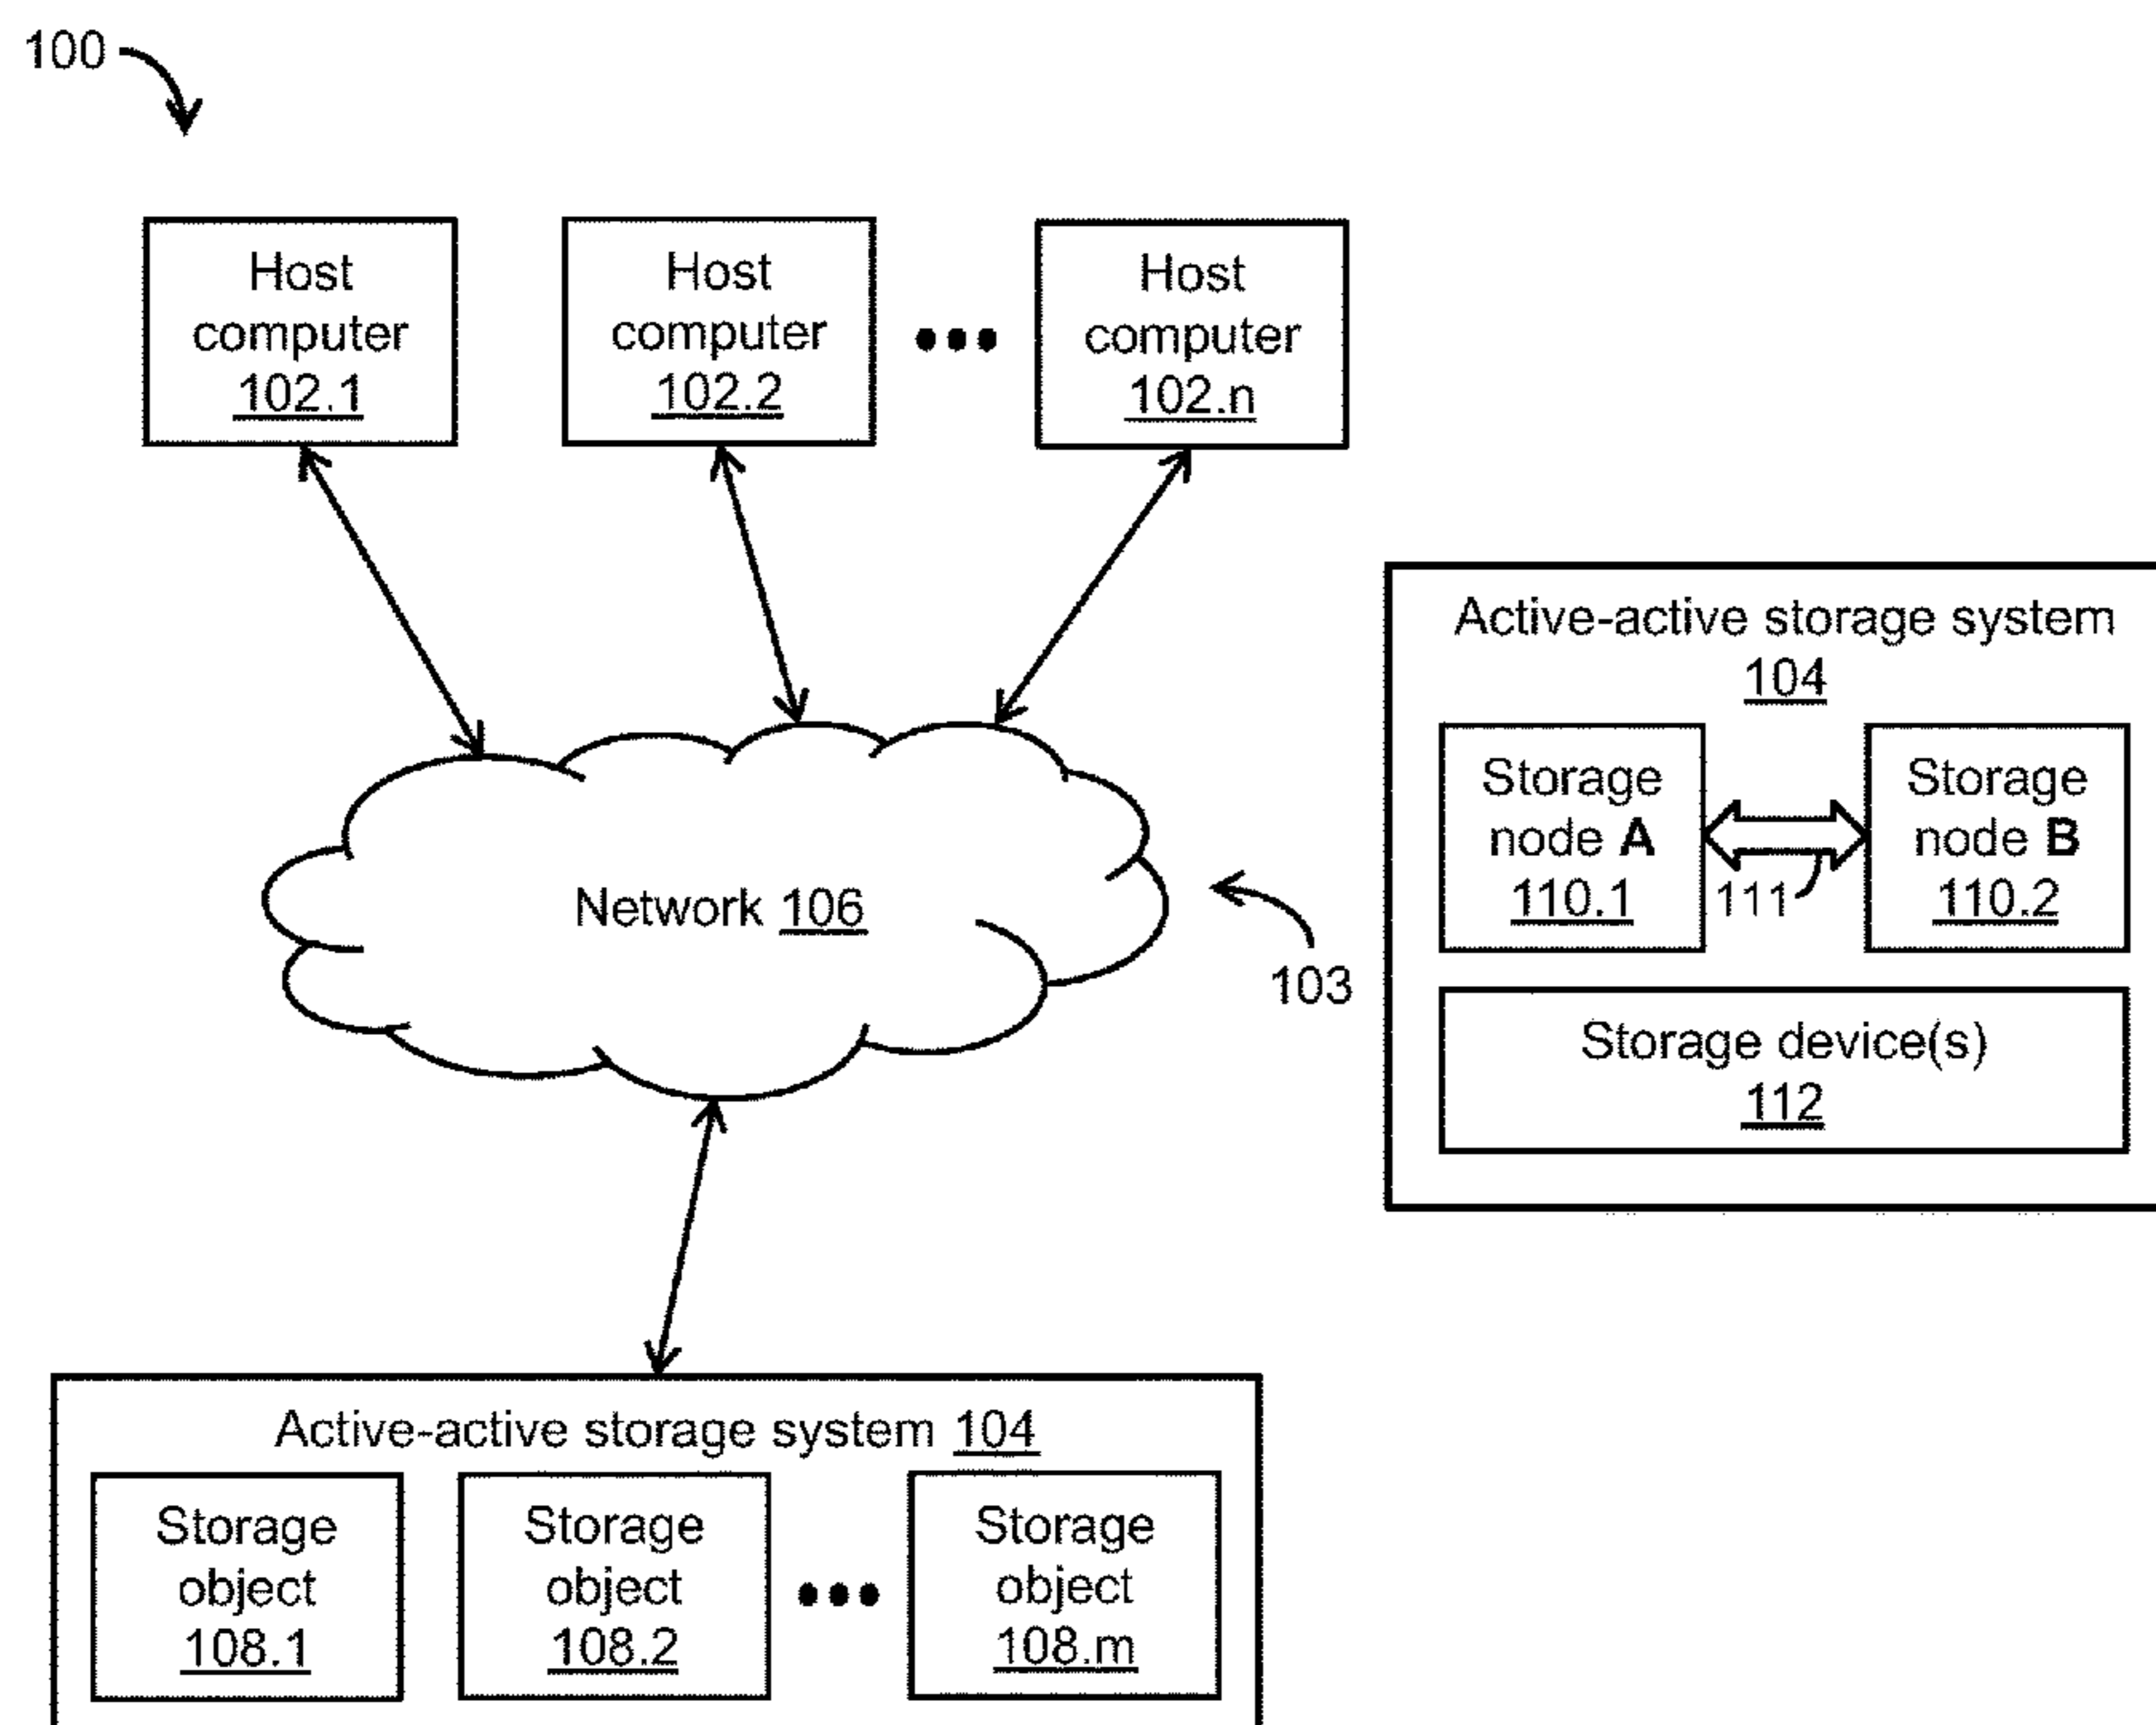 100
Host
computer
102.1
Host
computer
102.2
Host
computer
102.n
Active-active storage system
104
Storage
node A
110.1
111
Storage
node B
110.2
Storage device(s)
112
Network 106
103
Active-active storage system 104
Storage
object
108.1
Storage
object
108.2
Storage
object
108.m